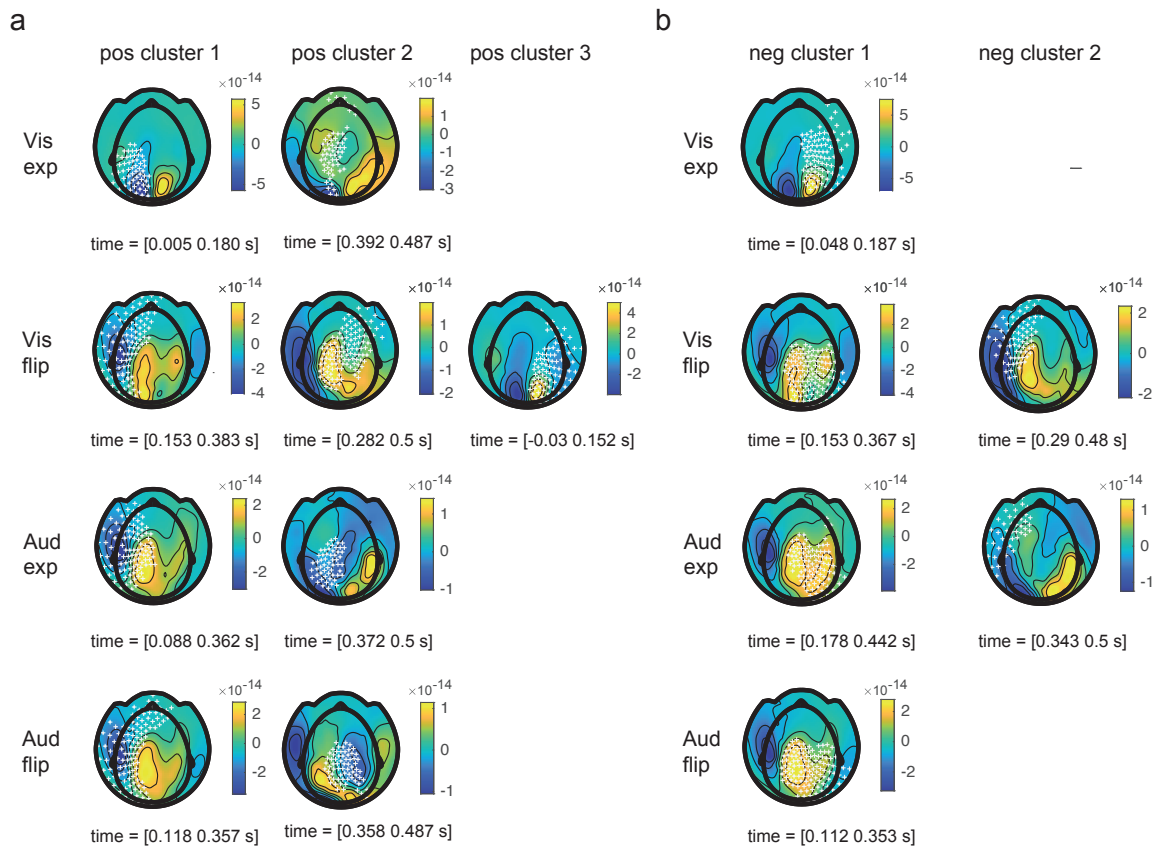 a
b
pos cluster 1
pos cluster 2
pos cluster 3
neg cluster 1
neg cluster 2
Vis
exp
×10⁻¹⁴
5
0
-5
×10⁻¹⁴
1
0
-1
-2
-3
time = [0.005 0.180 s]
time = [0.392 0.487 s]
Vis
exp
×10⁻¹⁴
5
0
-5
–
time = [0.048 0.187 s]
Vis
flip
×10⁻¹⁴
2
0
-2
-4
×10⁻¹⁴
1
0
-1
-2
×10⁻¹⁴
4
2
0
-2
time = [0.153 0.383 s]
time = [0.282 0.5 s]
time = [-0.03 0.152 s]
Vis
flip
×10⁻¹⁴
2
0
-2
-4
×10⁻¹⁴
2
0
-2
time = [0.153 0.367 s]
time = [0.29 0.48 s]
Aud
exp
×10⁻¹⁴
2
0
-2
×10⁻¹⁴
1
0
-1
time = [0.088 0.362 s]
time = [0.372 0.5 s]
Aud
exp
×10⁻¹⁴
2
0
-2
×10⁻¹⁴
1
0
-1
time = [0.178 0.442 s]
time = [0.343 0.5 s]
Aud
flip
×10⁻¹⁴
2
0
-2
×10⁻¹⁴
1
0
-1
time = [0.118 0.357 s]
time = [0.358 0.487 s]
Aud
flip
×10⁻¹⁴
2
0
-2
time = [0.112 0.353 s]